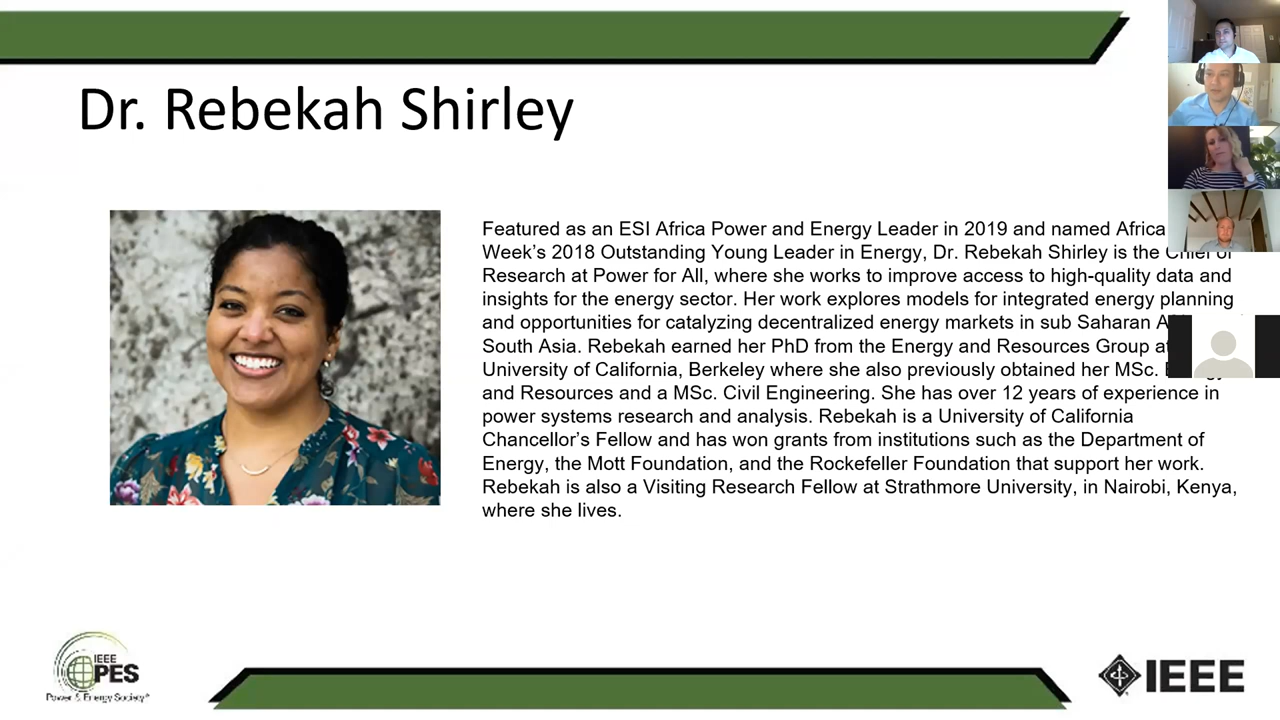 Dr. Rebekah Shirley
Featured as an ESI Africa Power and Energy Leader in 2019 and named Africa
Week's 2018 Outstanding Young Leader in Energy, Dr. Rebekah Shirley is the Chief of
Research at Power for All, where she works to improve access to high-quality data and
insights for the energy sector. Her work explores models for integrated energy planning
and opportunities for catalyzing decentralized energy markets in sub Saharan
South Asia. Rebekah earned her PhD from the Energy and Resources Group at
University of California, Berkeley where she also previously obtained her MSc.
and Resources and a MSc. Civil Engineering. She has over 12 years of experience in
power systems research and analysis. Rebekah is a University of California
Chancellor's Fellow and has won grants from institutions such as the Department of
Energy, the Mott Foundation, and the Rockefeller Foundation that support her work.
Rebekah is also a Visiting Research Fellow at Strathmore University, in Nairobi, Kenya,
where she lives.
IEEE
PES
Power & Energy Society®
IEEE